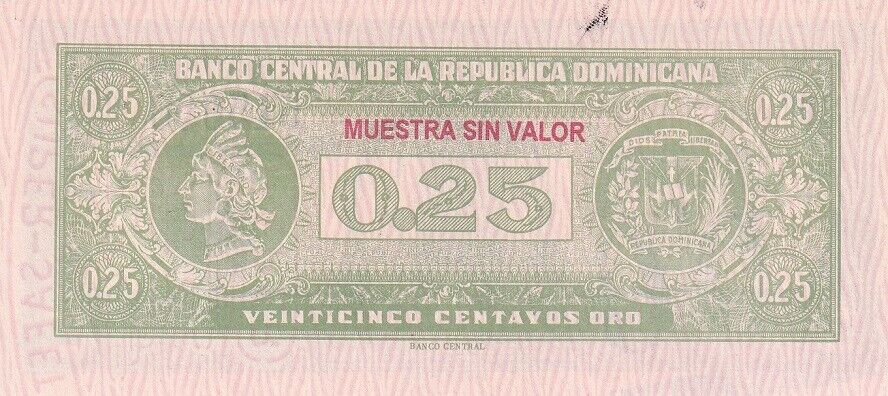 BANCO CENTRAL DE LA REPUBLICA DOMINICANA
0.25
0.25
MUESTRA SIN VALOR
DIOS PATRIA LIBERTAD
0.25
REPUBLICA DOMINICANA
0.25
0.25
VEINTICINCO CENTAVOS ORO
BANCO CENTRAL